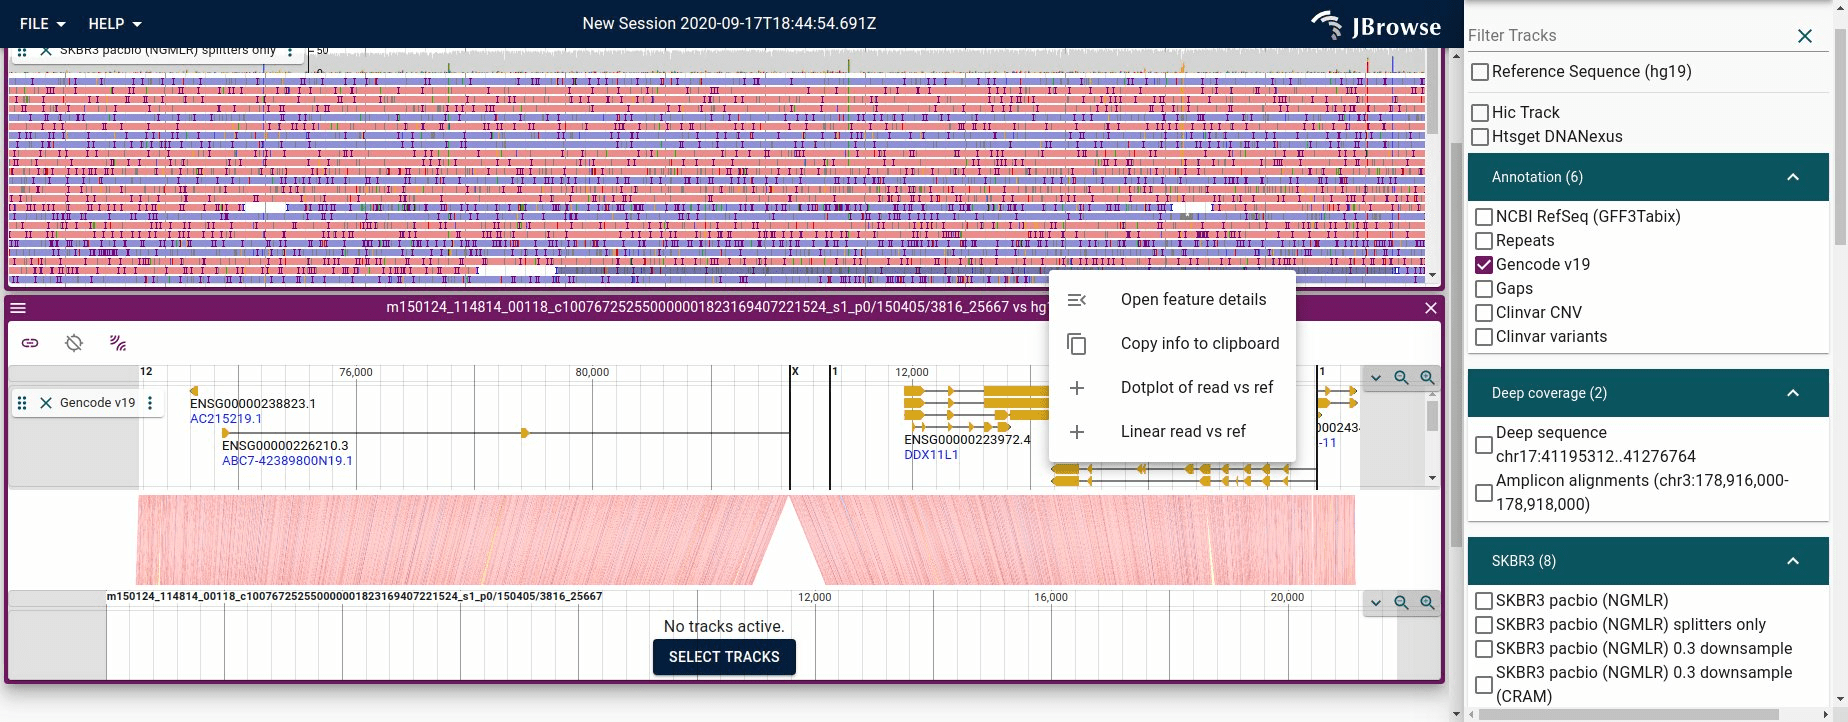 FILE HELP New Session 2020-09-17T18:44:54.691Z JBrowse
SKBR3 pacbio (NGMLR) splitters only 50
0
m150124_114814_00118_c100767252550000001823169407221524_s1_p0/150405/3816_25667 vs hg
Open feature details
Copy info to clipboard
Dotplot of read vs ref
Linear read vs ref
12 76,000 80,000 X 1 12,000 1
Gencode v19
ENSG00000238823.1
AC215219.1
ENSG00000226210.3
ABC7-42389800N19.1
ENSG00000223972.4
DDX11L1
-11
m150124_114814_00118_c100767252550000001823169407221524_s1_p0/150405/3816_25667 12,000 16,000 20,000
No tracks active.
SELECT TRACKS
Filter Tracks
Reference Sequence (hg19)
Hic Track
Htsget DNANexus
Annotation (6)
NCBI RefSeq (GFF3Tabix)
Repeats
Gencode v19
Gaps
Clinvar CNV
Clinvar variants
Deep coverage (2)
Deep sequence
chr17:41195312..41276764
Amplicon alignments (chr3:178,916,000-
178,918,000)
SKBR3 (8)
SKBR3 pacbio (NGMLR)
SKBR3 pacbio (NGMLR) splitters only
SKBR3 pacbio (NGMLR) 0.3 downsample
SKBR3 pacbio (NGMLR) 0.3 downsample
(CRAM)